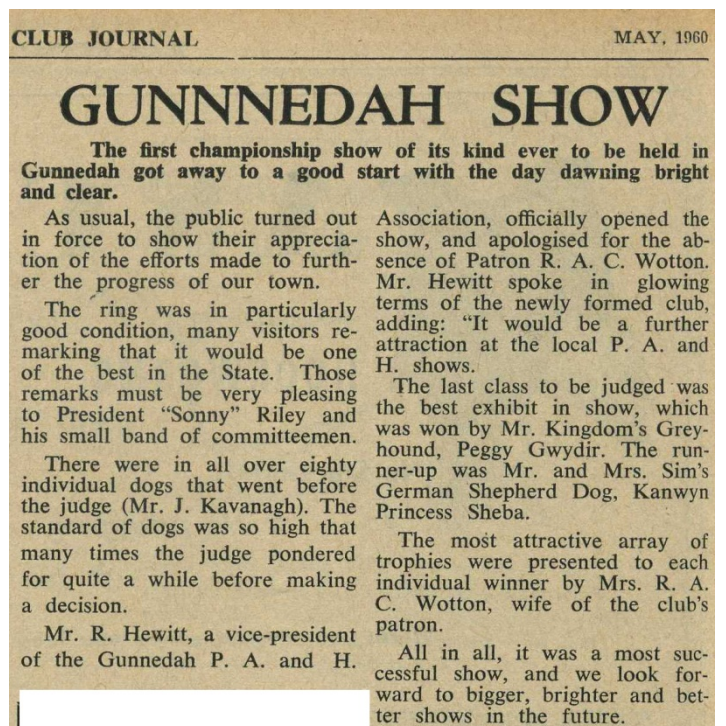 CLUB JOURNAL MAY, 1960
GUNNNEDAH SHOW
The first championship show of its kind ever to be held in
Gunnedah got away to a good start with the day dawning bright
and clear.
As usual, the public turned out
in force to show their apprecia-
tion of the efforts made to furth-
er the progress of our town.
The ring was in particularly
good condition, many visitors re-
marking that it would be one
of the best in the State. Those
remarks must be very pleasing
to President "Sonny" Riley and
his small band of committeemen.
There were in all over eighty
individual dogs that went before
the judge (Mr. J. Kavanagh). The
standard of dogs was so high that
many times the judge pondered
for quite a while before making
a decision.
Mr. R. Hewitt, a vice-president
of the Gunnedah P. A. and H.
Association, officially opened the
show, and apologised for the ab-
sence of Patron R. A. C. Wotton.
Mr. Hewitt spoke in glowing
terms of the newly formed club,
adding: "It would be a further
attraction at the local P. A. and
H. shows.
The last class to be judged was
the best exhibit in show, which
was won by Mr. Kingdom's Grey-
hound, Peggy Gwydir. The run-
ner-up was Mr. and Mrs. Sim's
German Shepherd Dog, Kanwyn
Princess Sheba.
The most attractive array of
trophies were presented to each
individual winner by Mrs. R. A.
C. Wotton, wife of the club's
patron.
All in all, it was a most suc-
cessful show, and we look for-
ward to bigger, brighter and bet-
ter shows in the future.